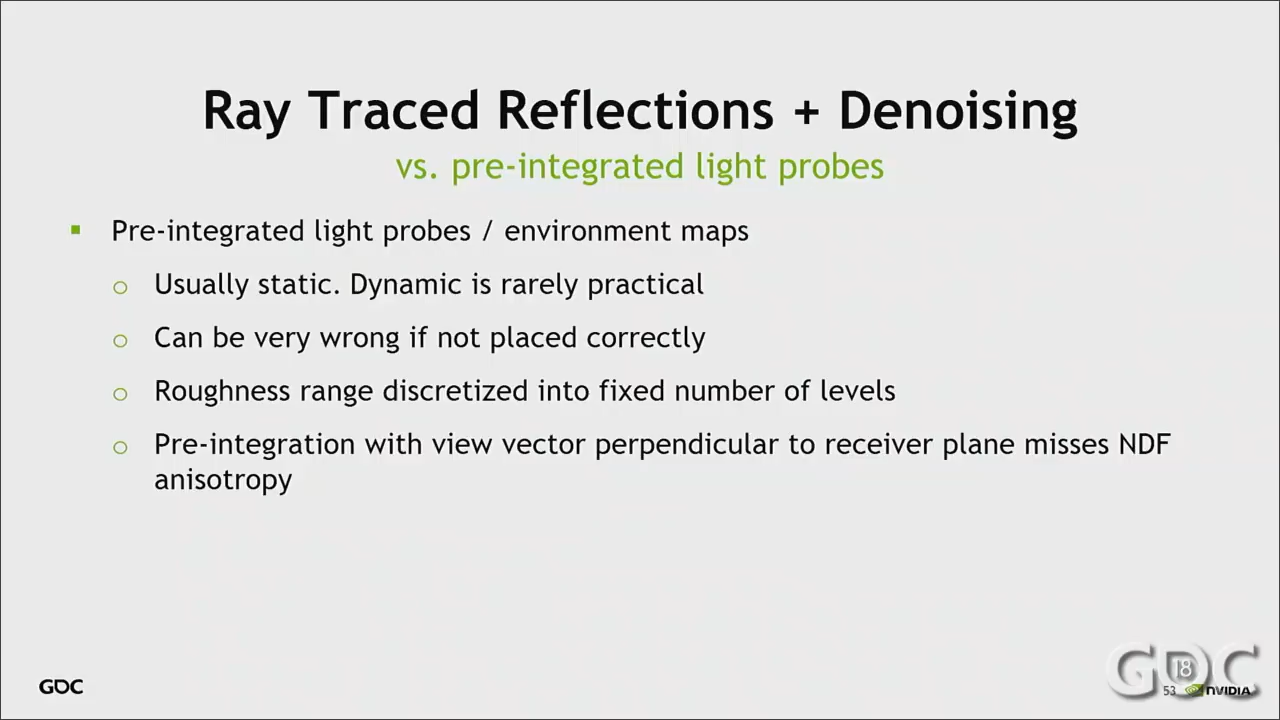 Ray Traced Reflections + Denoising
vs. pre-integrated light probes
Pre-integrated light probes / environment maps
Usually static. Dynamic is rarely practical
Can be very wrong if not placed correctly
Roughness range discretized into fixed number of levels
Pre-integration with view vector perpendicular to receiver plane misses NDF
anisotropy
GDC
GDC 18
53 NVIDIA